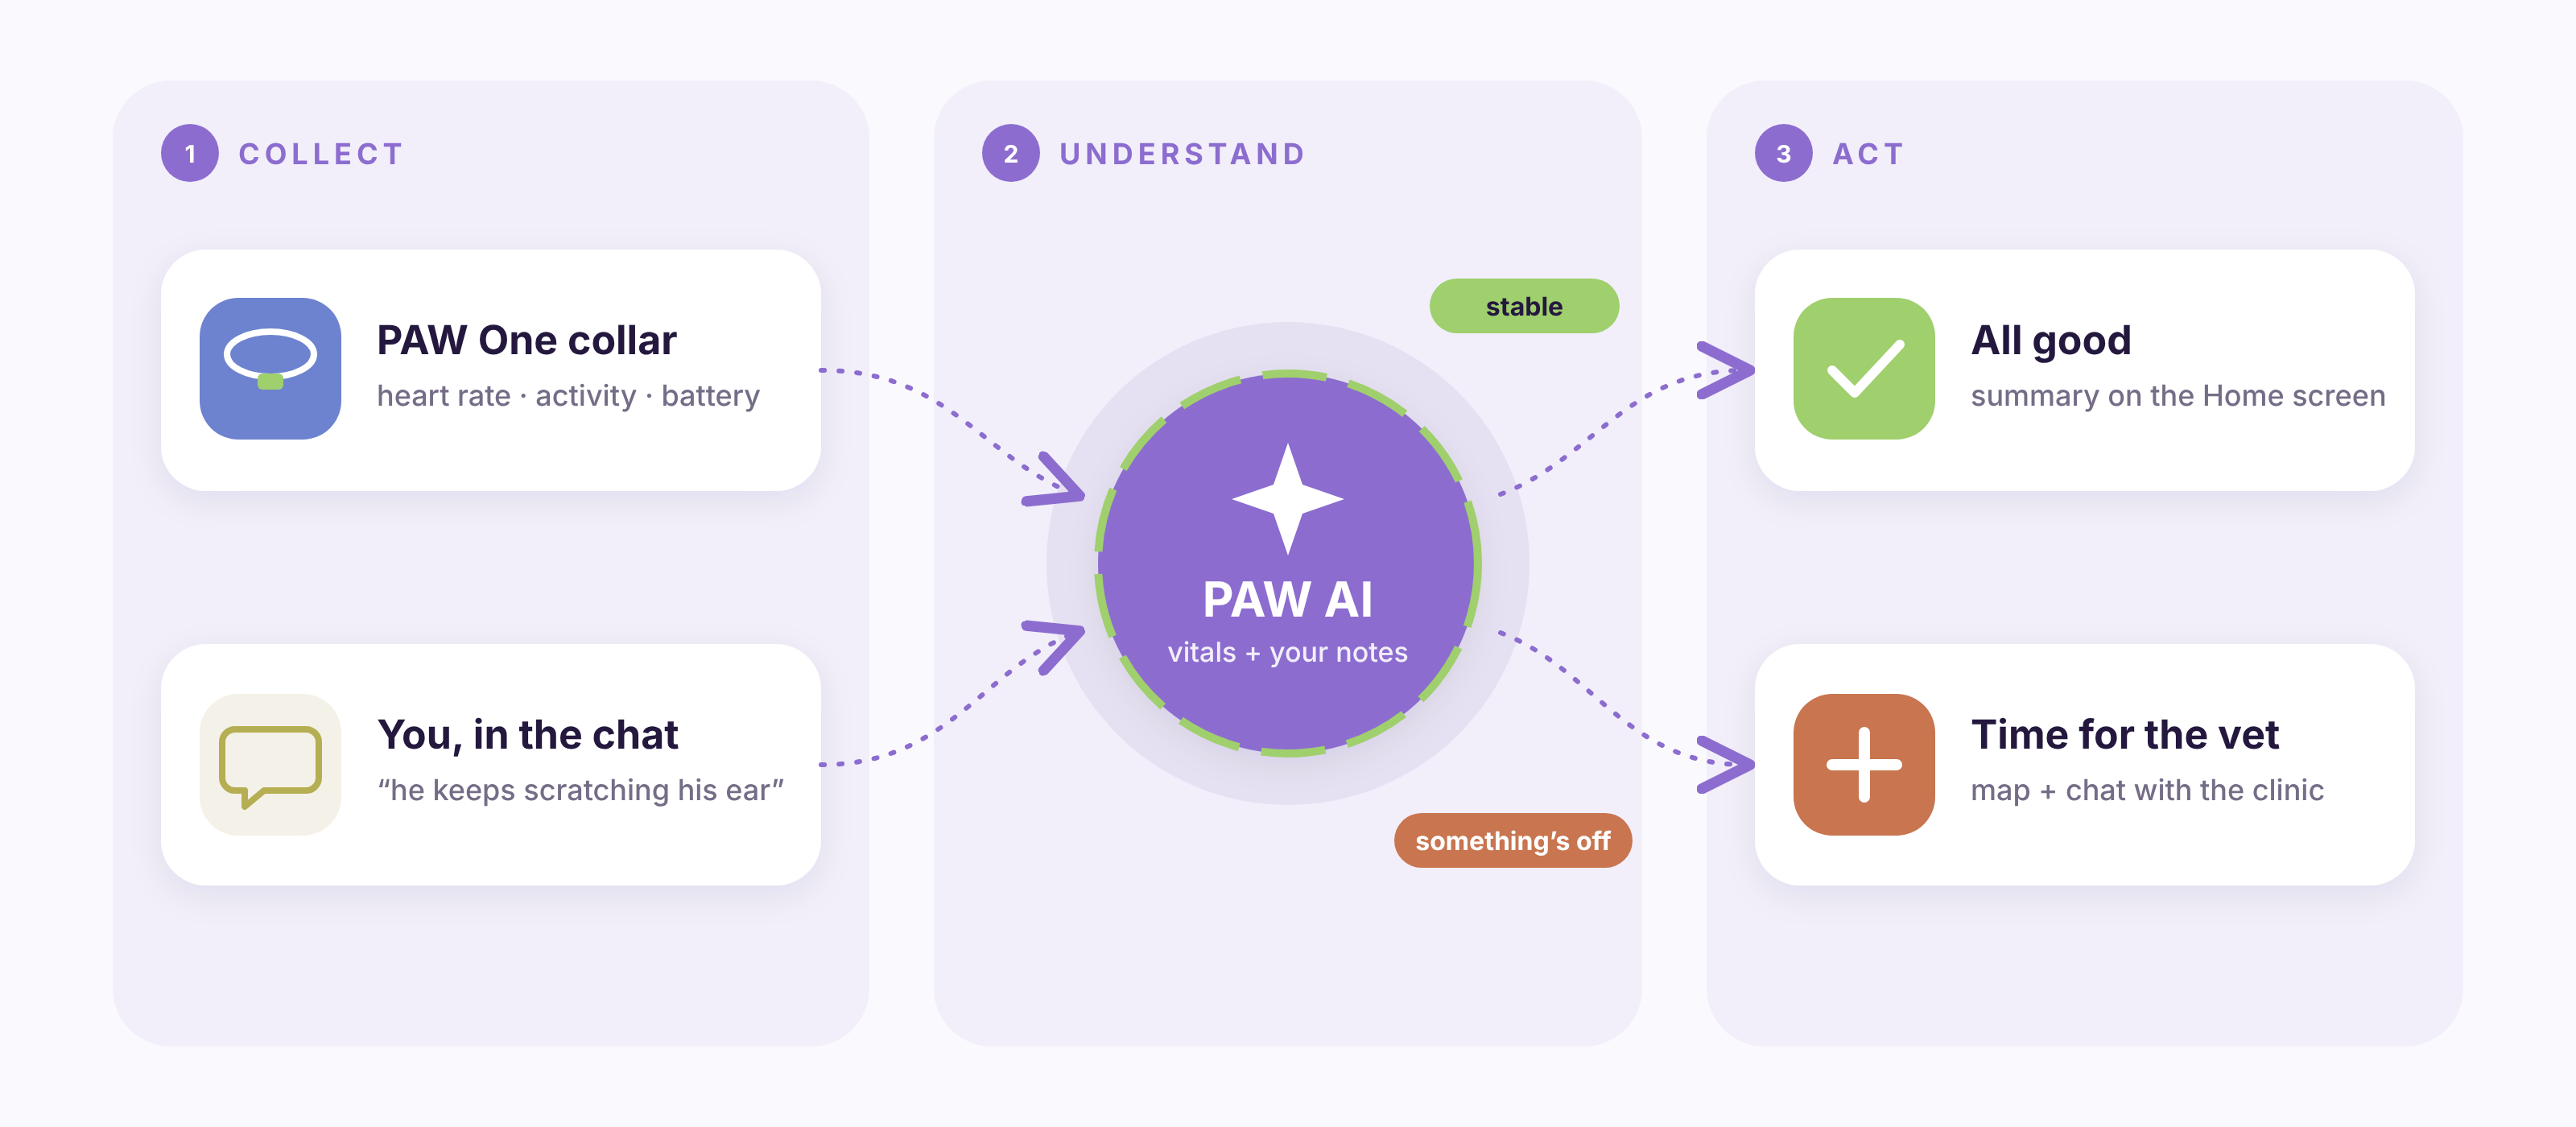 1 COLLECT
PAW One collar
heart rate · activity · battery
You, in the chat
“he keeps scratching his ear”
2 UNDERSTAND
stable
PAW AI
vitals + your notes
something’s off
3 ACT
All good
summary on the Home screen
Time for the vet
map + chat with the clinic